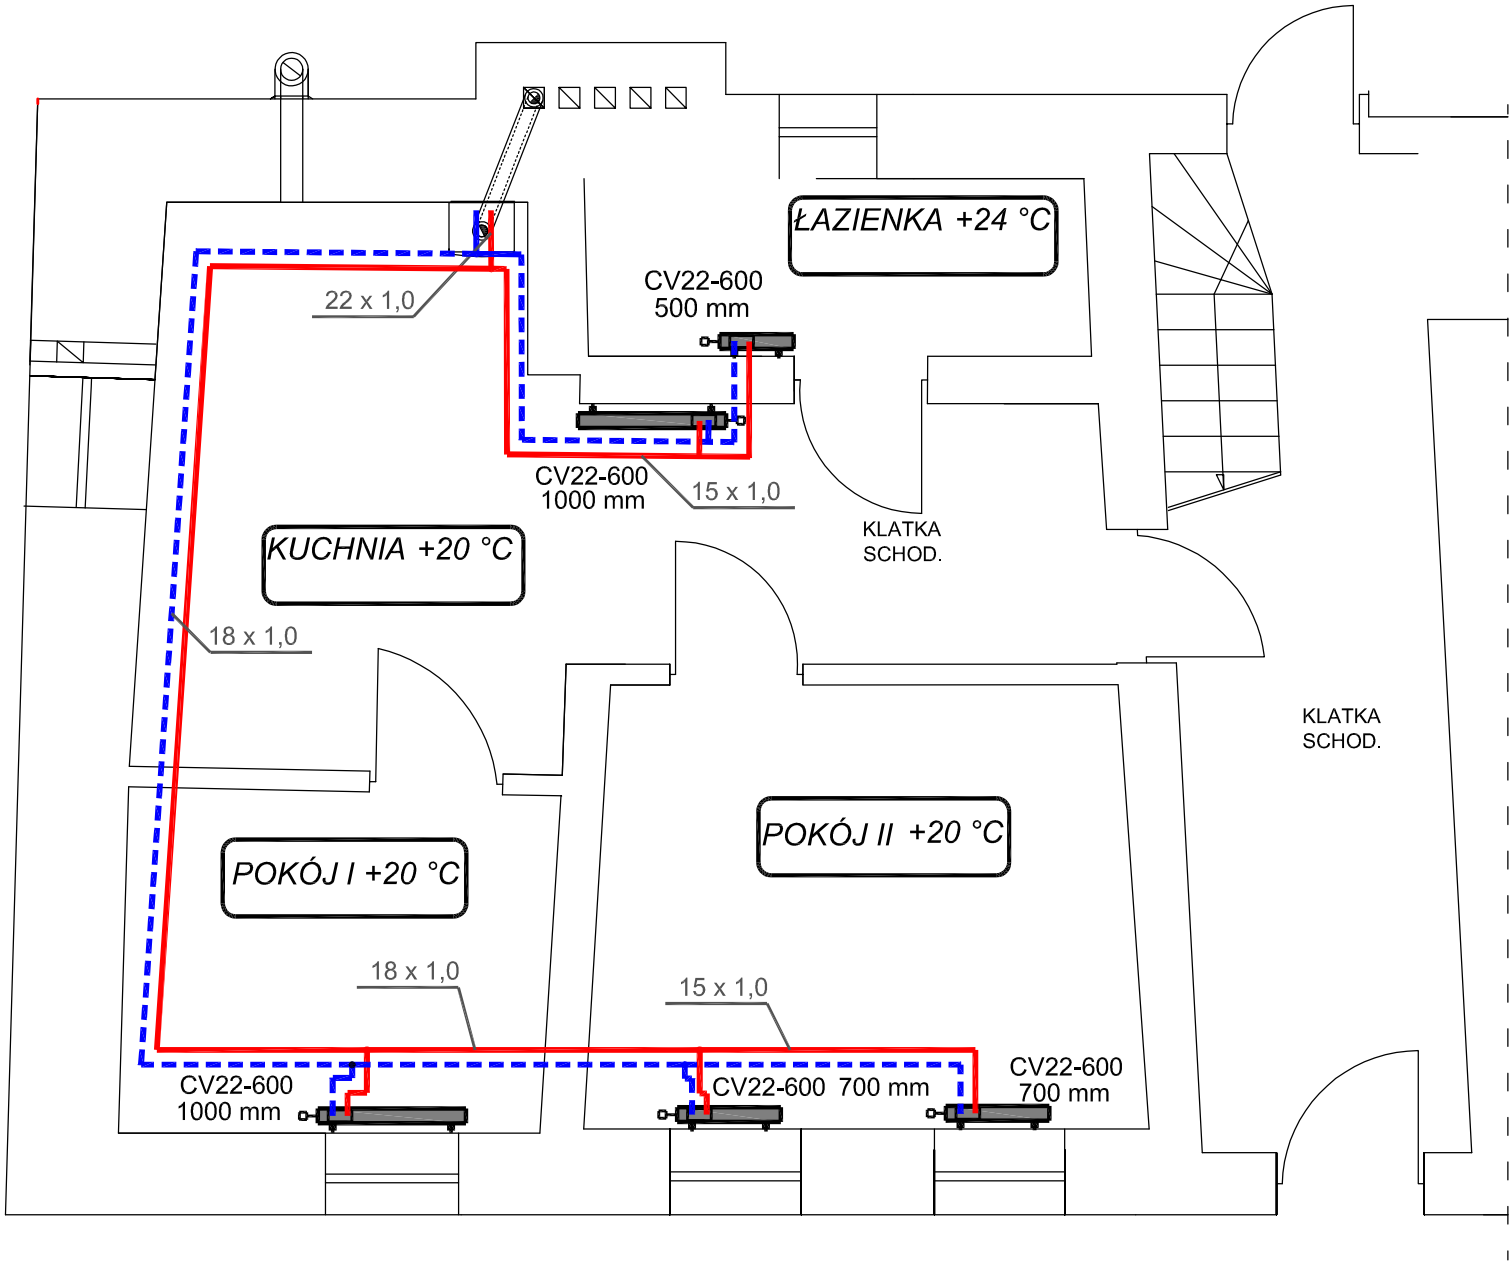 ŁAZIENKA +24 °C
CV22-600
500 mm
22 x 1,0
CV22-600
1000 mm
15 x 1,0
KLATKA
SCHOD.
KUCHNIA +20 °C
18 x 1,0
KLATKA
SCHOD.
POKÓJ I +20 °C
POKÓJ II +20 °C
18 x 1,0
15 x 1,0
CV22-600
1000 mm
CV22-600 700 mm
CV22-600
700 mm